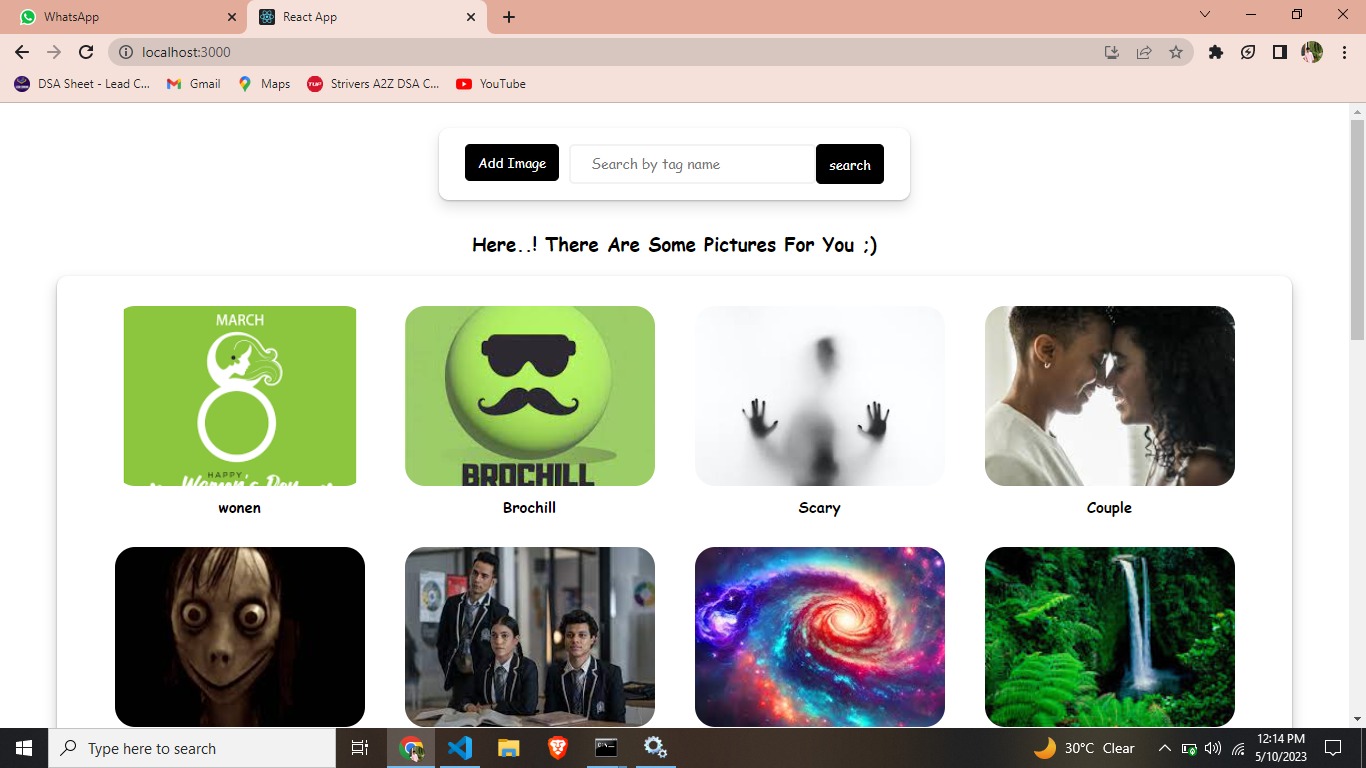 WhatsApp
React App
localhost:3000
DSA Sheet - Lead C...
Gmail
Maps
TUF
Strivers A2Z DSA C...
YouTube
Add Image
Search by tag name
search
Here..! There Are Some Pictures For You ;)
MARCH
8
HAPPY
Women's Day
wonen
BROCHILL
Brochill
Scary
Couple
Type here to search
30°C Clear
12:14 PM
5/10/2023